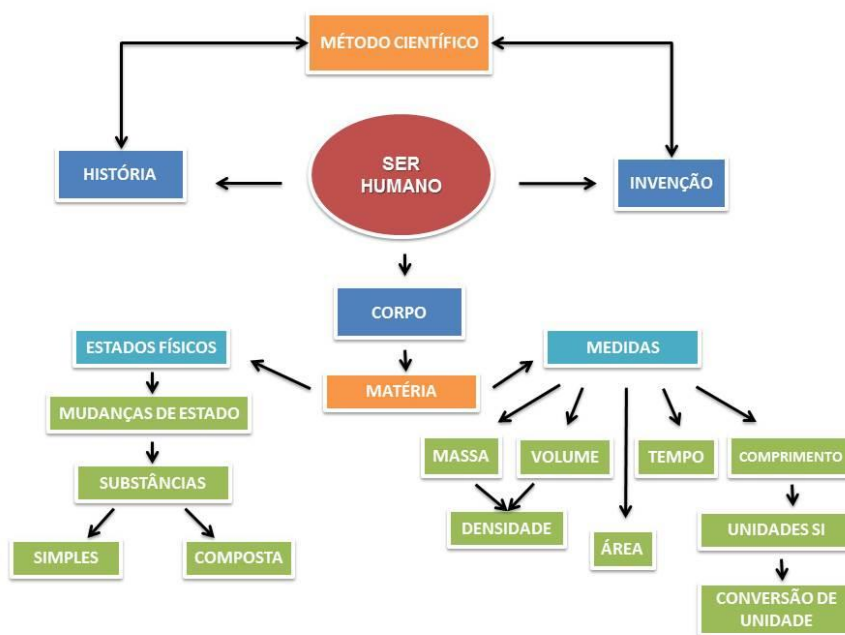 MÉTODO CIENTÍFICO
HISTÓRIA
SER
HUMANO
INVENÇÃO
CORPO
ESTADOS FÍSICOS
MEDIDAS
MATÉRIA
MUDANÇAS DE ESTADO
MASSA
VOLUME
TEMPO
COMPRIMENTO
SUBSTÂNCIAS
DENSIDADE
UNIDADES SI
ÁREA
SIMPLES
COMPOSTA
CONVERSÃO DE
UNIDADE